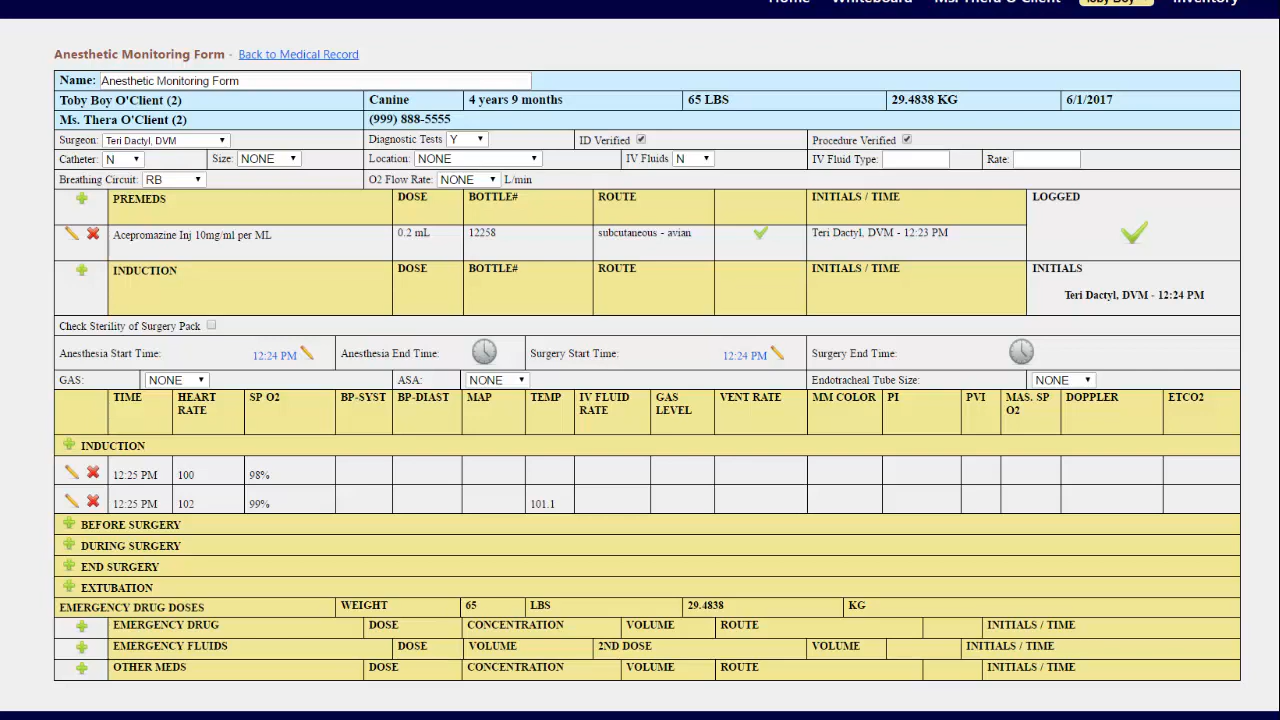 Home Whiteboard Ms. Thera O'Client Toby Boy Inventory
Anesthetic Monitoring Form - Back to Medical Record
Name: Anesthetic Monitoring Form
Toby Boy O'Client (2) Canine 4 years 9 months 65 LBS 29.4838 KG 6/1/2017
Ms. Thera O'Client (2) (999) 888-5555
Surgeon: Teri Dactyl, DVM Diagnostic Tests Y ID Verified Procedure Verified
Catheter: N Size: NONE Location: NONE IV Fluids N IV Fluid Type: Rate:
Breathing Circuit: RB O2 Flow Rate: NONE L/min
PREMEDS DOSE BOTTLE# ROUTE INITIALS / TIME LOGGED
Acepromazine Inj 10mg/ml per ML 0.2 mL 12258 subcutaneous - avian Teri Dactyl, DVM - 12:23 PM
INDUCTION DOSE BOTTLE# ROUTE INITIALS / TIME INITIALS
Teri Dactyl, DVM - 12:24 PM
Check Sterility of Surgery Pack
Anesthesia Start Time: 12:24 PM Anesthesia End Time: Surgery Start Time: 12:24 PM Surgery End Time:
GAS: NONE ASA: NONE Endotracheal Tube Size: NONE
TIME HEART RATE SP O2 BP-SYST BP-DIAST MAP TEMP IV FLUID RATE GAS LEVEL VENT RATE MM COLOR PI PVI MAS. SP O2 DOPPLER ETCO2
INDUCTION
12:25 PM 100 98%
12:25 PM 102 99% 101.1
BEFORE SURGERY
DURING SURGERY
END SURGERY
EXTUBATION
EMERGENCY DRUG DOSES WEIGHT 65 LBS 29.4838 KG
EMERGENCY DRUG DOSE CONCENTRATION VOLUME ROUTE INITIALS / TIME
EMERGENCY FLUIDS DOSE VOLUME 2ND DOSE VOLUME INITIALS / TIME
OTHER MEDS DOSE CONCENTRATION VOLUME ROUTE INITIALS / TIME